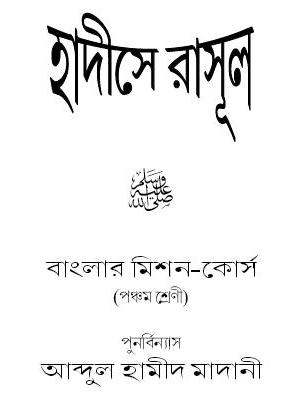 হাদীসে রাসূল
ﷺ
বাংলার মিশন-কোর্স
(পঞ্চম শ্রেণী)
পুনর্বিন্যাস
আব্দুল হামীদ মাদানী